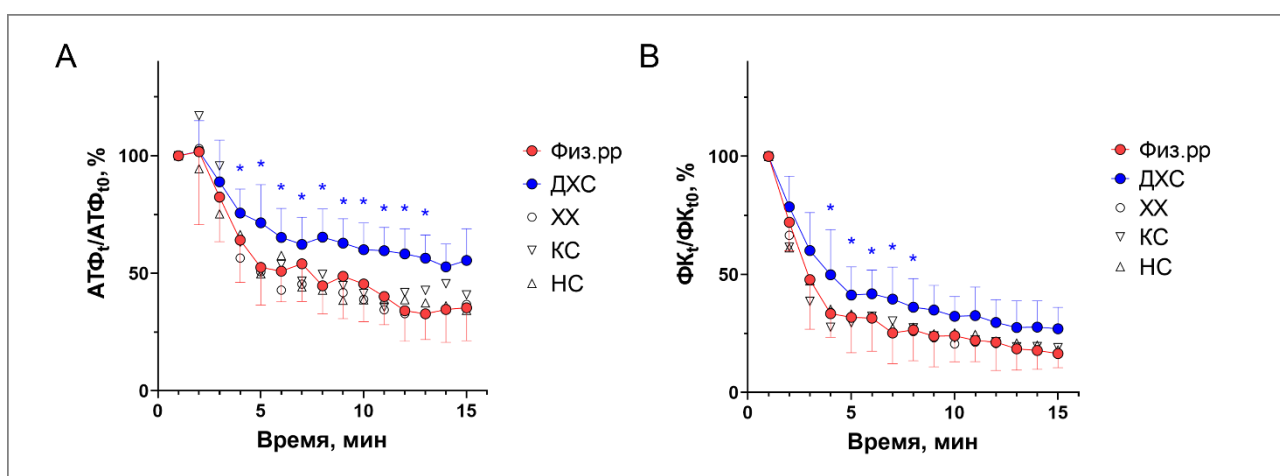 A
АТФt/АТФt0, %
100
50
0
0
5
10
15
Время, мин
* * * * * * * * * *
Физ.рр
ДХС
ХХ
КС
НС
B
ФКt/ФКt0, %
100
50
0
0
5
10
15
Время, мин
* * * * *
Физ.рр
ДХС
ХХ
КС
НС